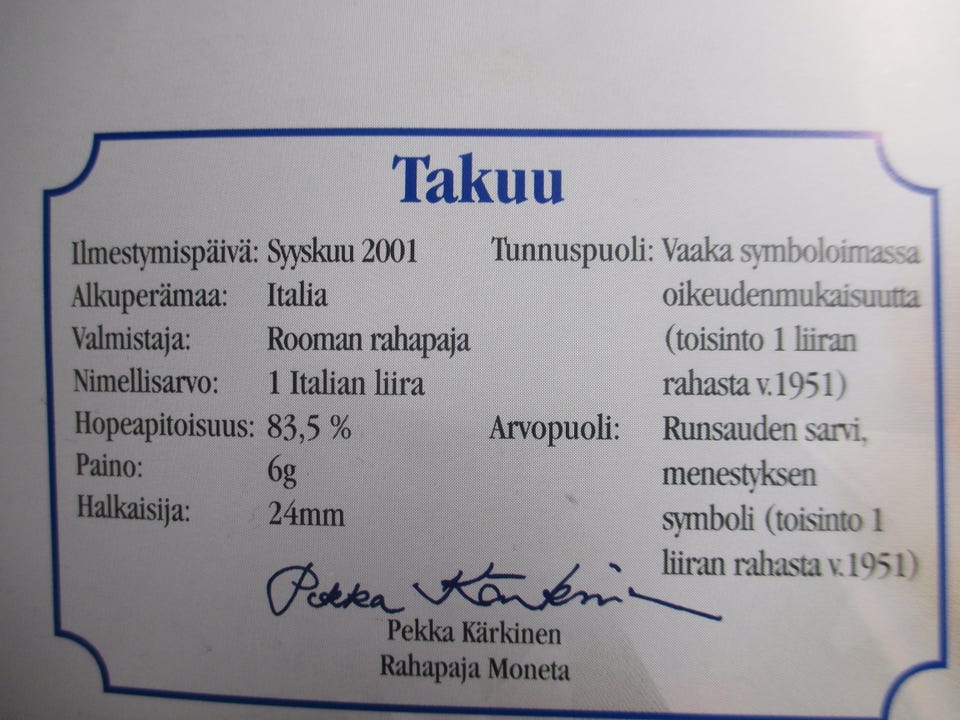 Takuu
Ilmestymispäivä: Syyskuu 2001
Alkuperämaa: Italia
Valmistaja: Rooman rahapaja
Nimellisarvo: 1 Italian liira
Hopeapitoisuus: 83,5 %
Paino: 6g
Halkaisija: 24mm
Tunnuspuoli: Vaaka symboloimassa
oikeudenmukaisuutta
(toisinto 1 liiran
rahasta v.1951)
Arvopuoli: Runsauden sarvi,
menestyksen
symboli (toisinto 1
liiran rahasta v.1951)
Pekka Kärkinen
Pekka Kärkinen
Rahapaja Moneta